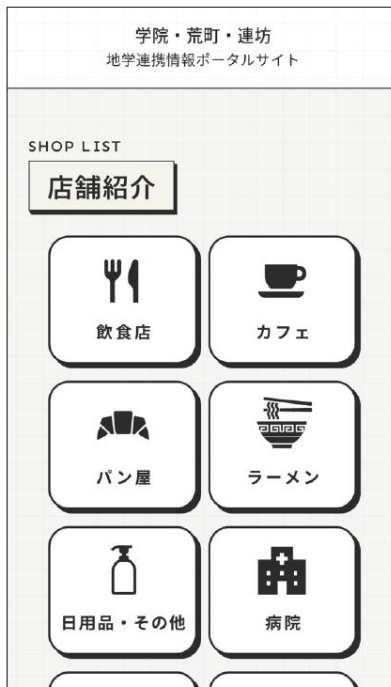 学院・荒町・連坊
地学連携情報ポータルサイト
SHOP LIST
店舗紹介
飲食店
カフェ
パン屋
ラーメン
日用品・その他
病院